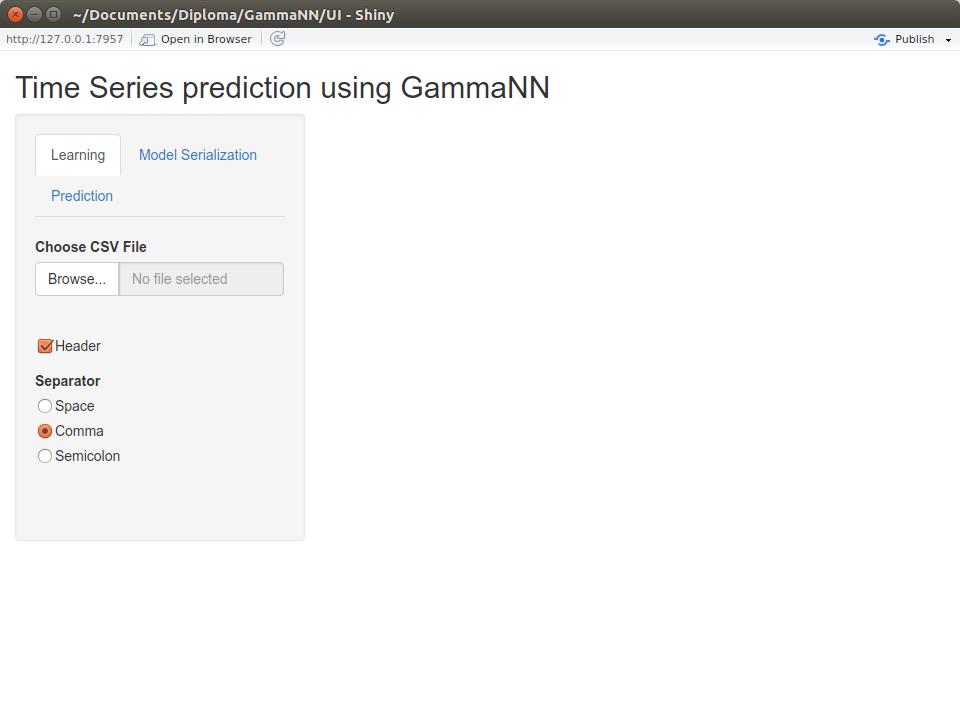 ~/Documents/Diploma/GammaNN/UI - Shiny
http://127.0.0.1:7957 Open in Browser Publish
Time Series prediction using GammaNN
Learning Model Serialization
Prediction
Choose CSV File
Browse... No file selected
Header
Separator
Space
Comma
Semicolon